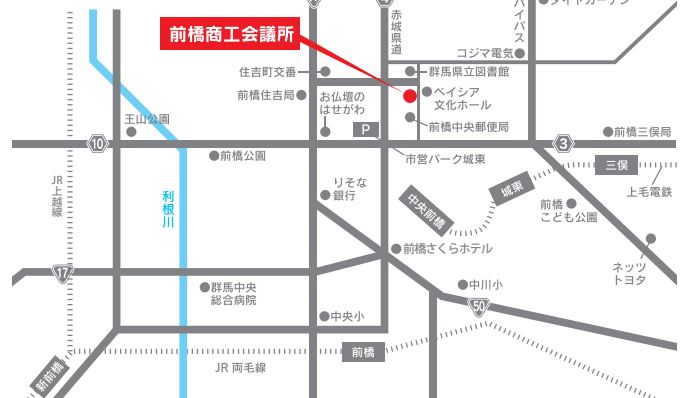 バイパス
ダイヤガーデン
赤城県道
前橋商工会議所
コジマ電気
住吉町交番
群馬県立図書館
前橋住吉局
お仏壇の
はせがわ
ベイシア
文化ホール
王山公園
P
前橋中央郵便局
前橋三俣局
10
3
前橋公園
市営パーク城東
三俣
JR上越線
利根川
りそな
銀行
中央前橋
城東
上毛電鉄
前橋
こども公園
前橋さくらホテル
ネッツ
トヨタ
17
群馬中央
総合病院
中川小
50
中央小
前橋
新前橋
JR 両毛線